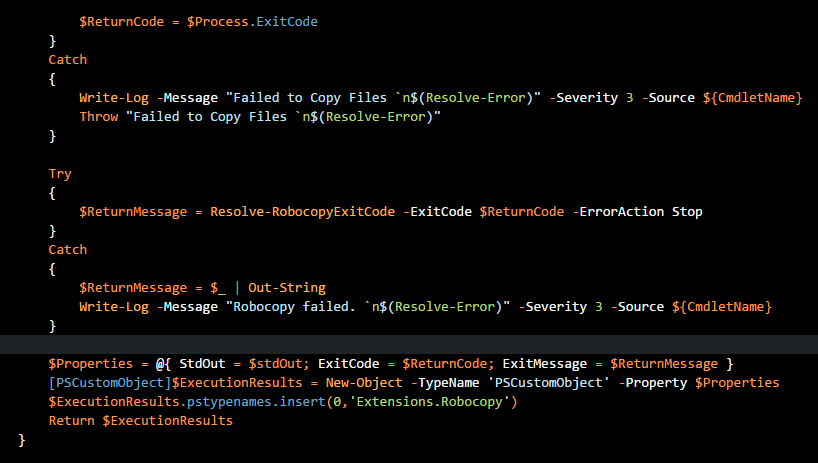 $ReturnCode = $Process.ExitCode
}
Catch
{
Write-Log -Message "Failed to Copy Files `n$(Resolve-Error)" -Severity 3 -Source ${CmdletName}
Throw "Failed to Copy Files `n$(Resolve-Error)"
}
Try
{
$ReturnMessage = Resolve-RobocopyExitCode -ExitCode $ReturnCode -ErrorAction Stop
}
Catch
{
$ReturnMessage = $_ | Out-String
Write-Log -Message "Robocopy failed. `n$(Resolve-Error)" -Severity 3 -Source ${CmdletName}
}
$Properties = @{ StdOut = $stdOut; ExitCode = $ReturnCode; ExitMessage = $ReturnMessage }
[PSCustomObject]$ExecutionResults = New-Object -TypeName 'PSCustomObject' -Property $Properties
$ExecutionResults.pstypenames.insert(0,'Extensions.Robocopy')
Return $ExecutionResults
}